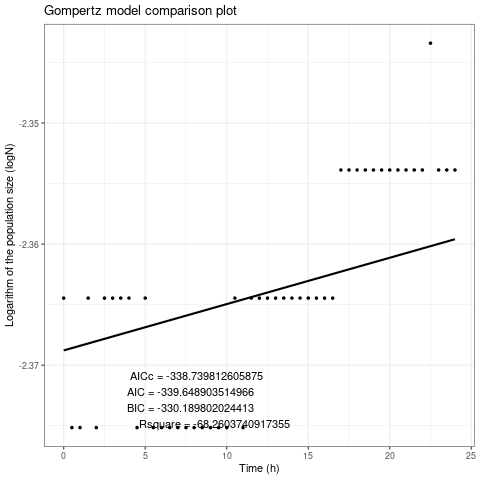 Gompertz model comparison plot
Logarithm of the population size (logN)
-2.35
-2.36
-2.37
AICc = -338.739812605875
AIC = -339.648903514966
BIC = -330.189802024413
Rsquare = -68.2603740917355
0 5 10 15 20 25
Time (h)